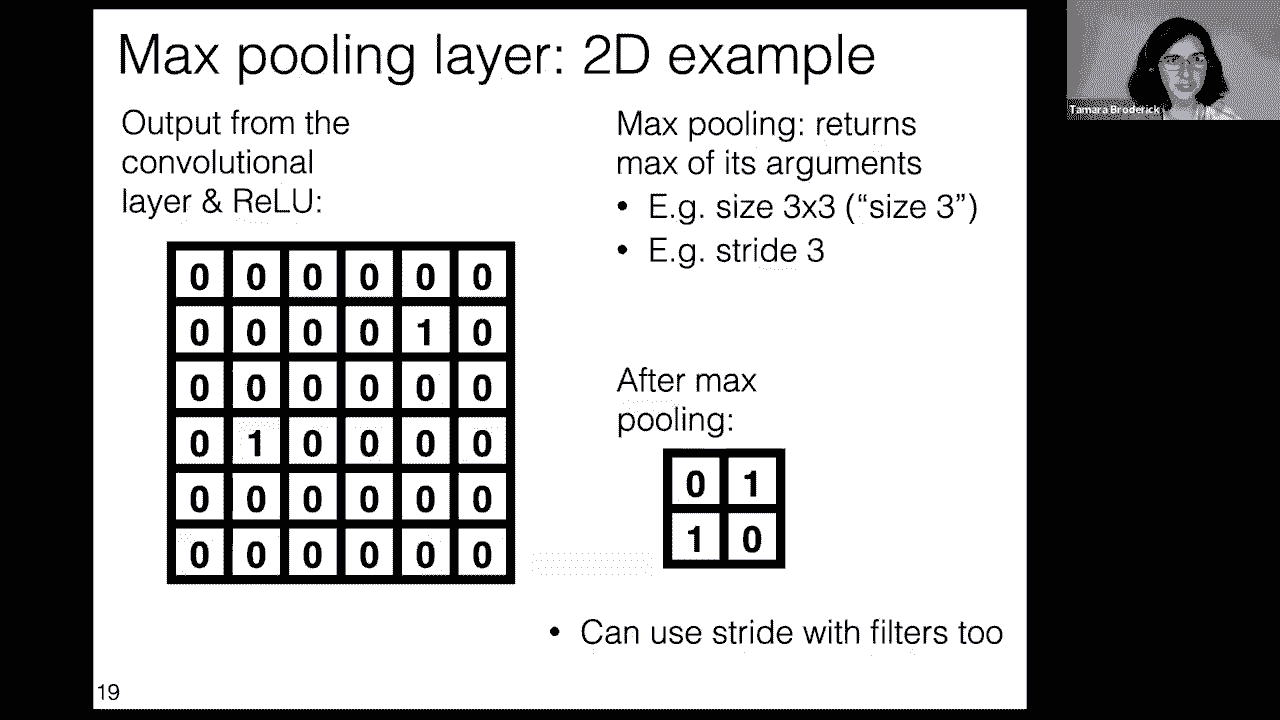 Max pooling layer: 2D example
Output from the
convolutional
layer & ReLU:
0 0 0 0 0 0
0 0 0 0 1 0
0 0 0 0 0 0
0 1 0 0 0 0
0 0 0 0 0 0
0 0 0 0 0 0
Max pooling: returns
max of its arguments
• E.g. size 3x3 (“size 3”)
• E.g. stride 3
After max
pooling:
0 1
1 0
• Can use stride with filters too
19
Tamara Broderick